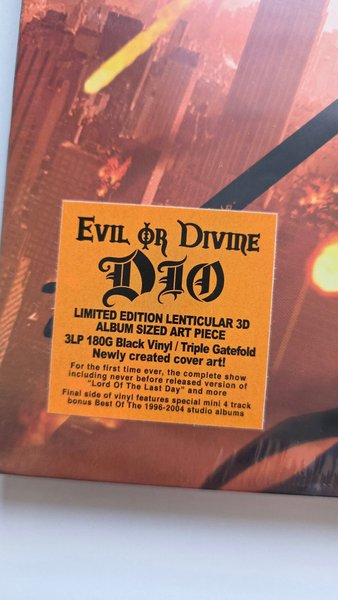 EVIL OR DIVINE
DIO
LIMITED EDITION LENTICULAR 3D
ALBUM SIZED ART PIECE
3LP 180G Black Vinyl / Triple Gatefold
Newly created cover art!
For the first time ever, the complete show
including never before released version of
"Lord Of The Last Day" and more
Final side of vinyl features special mini 4 track
bonus Best Of The 1996-2004 studio albums